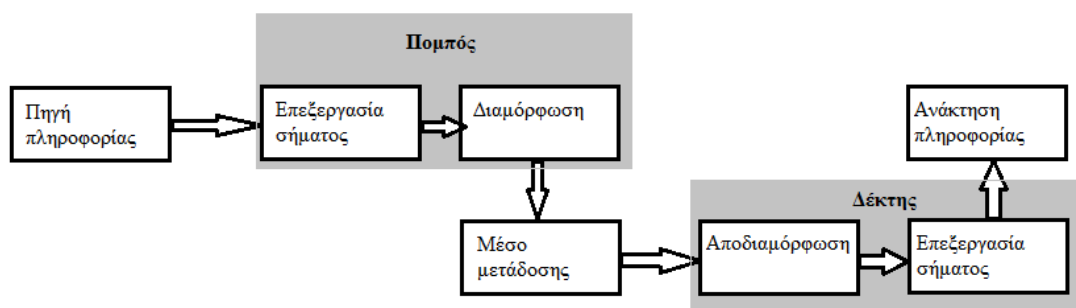 Πομπός
Πηγή
πληροφορίας
Επεξεργασία
σήματος
Διαμόρφωση
Μέσο
μετάδοσης
Δέκτης
Αποδιαμόρφωση
Επεξεργασία
σήματος
Ανάκτηση
πληροφορίας